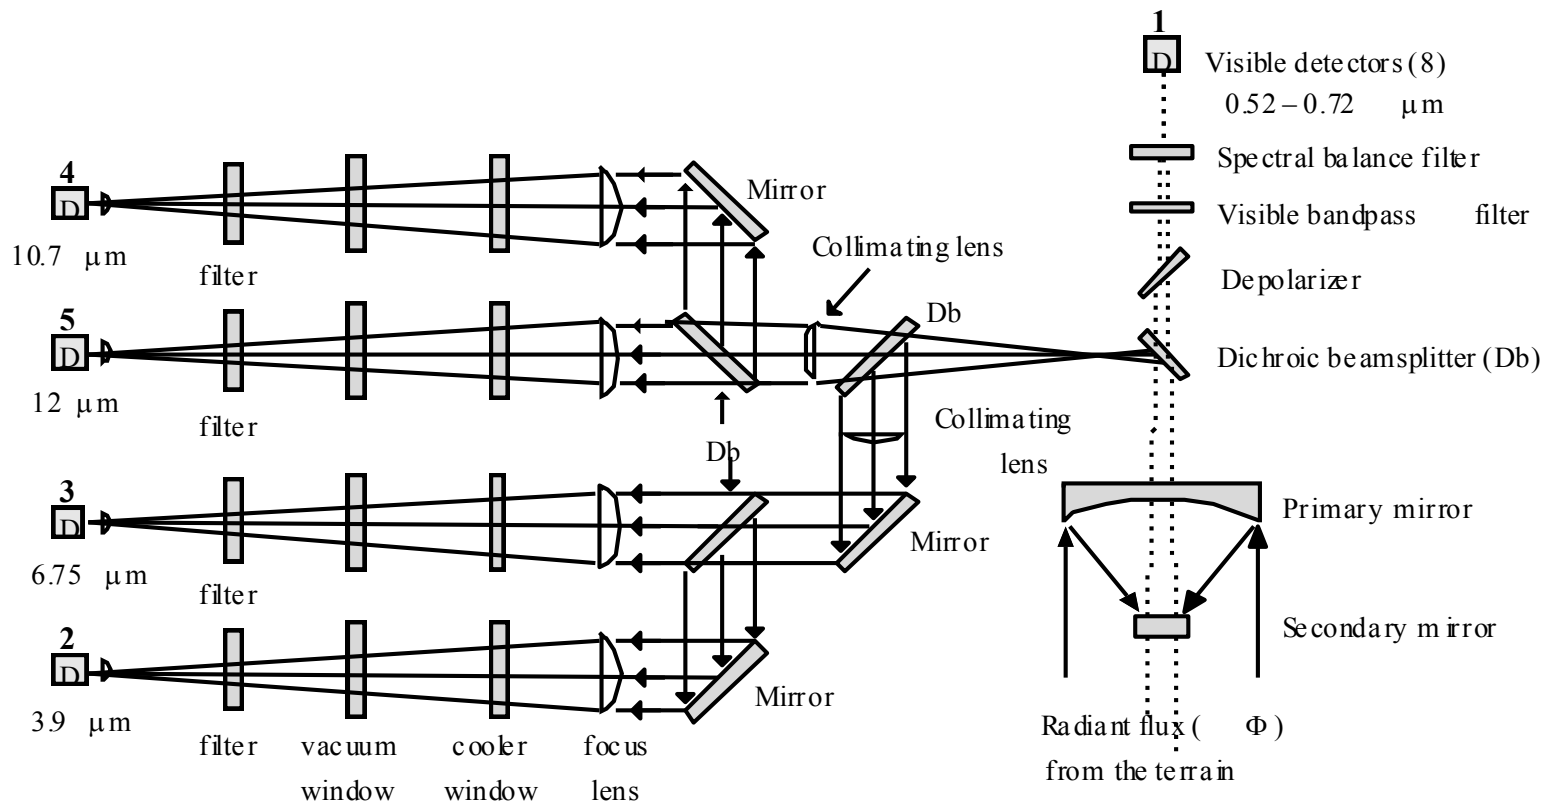 1
D
Visible detectors (8)
0.52 – 0.72 μm
Spectral balance filter
Visible bandpass filter
Depolarizer
Dichroic beamsplitter (Db)
4
D
10.7 μm
filter
Mirror
Collimating lens
Db
5
D
12 μm
filter
Db
Collimating
lens
3
D
6.75 μm
filter
Mirror
Primary mirror
Secondary mirror
2
D
3.9 μm
filter
vacuum
window
cooler
window
focus
lens
Mirror
Radiant flux ( Φ )
from the terrain